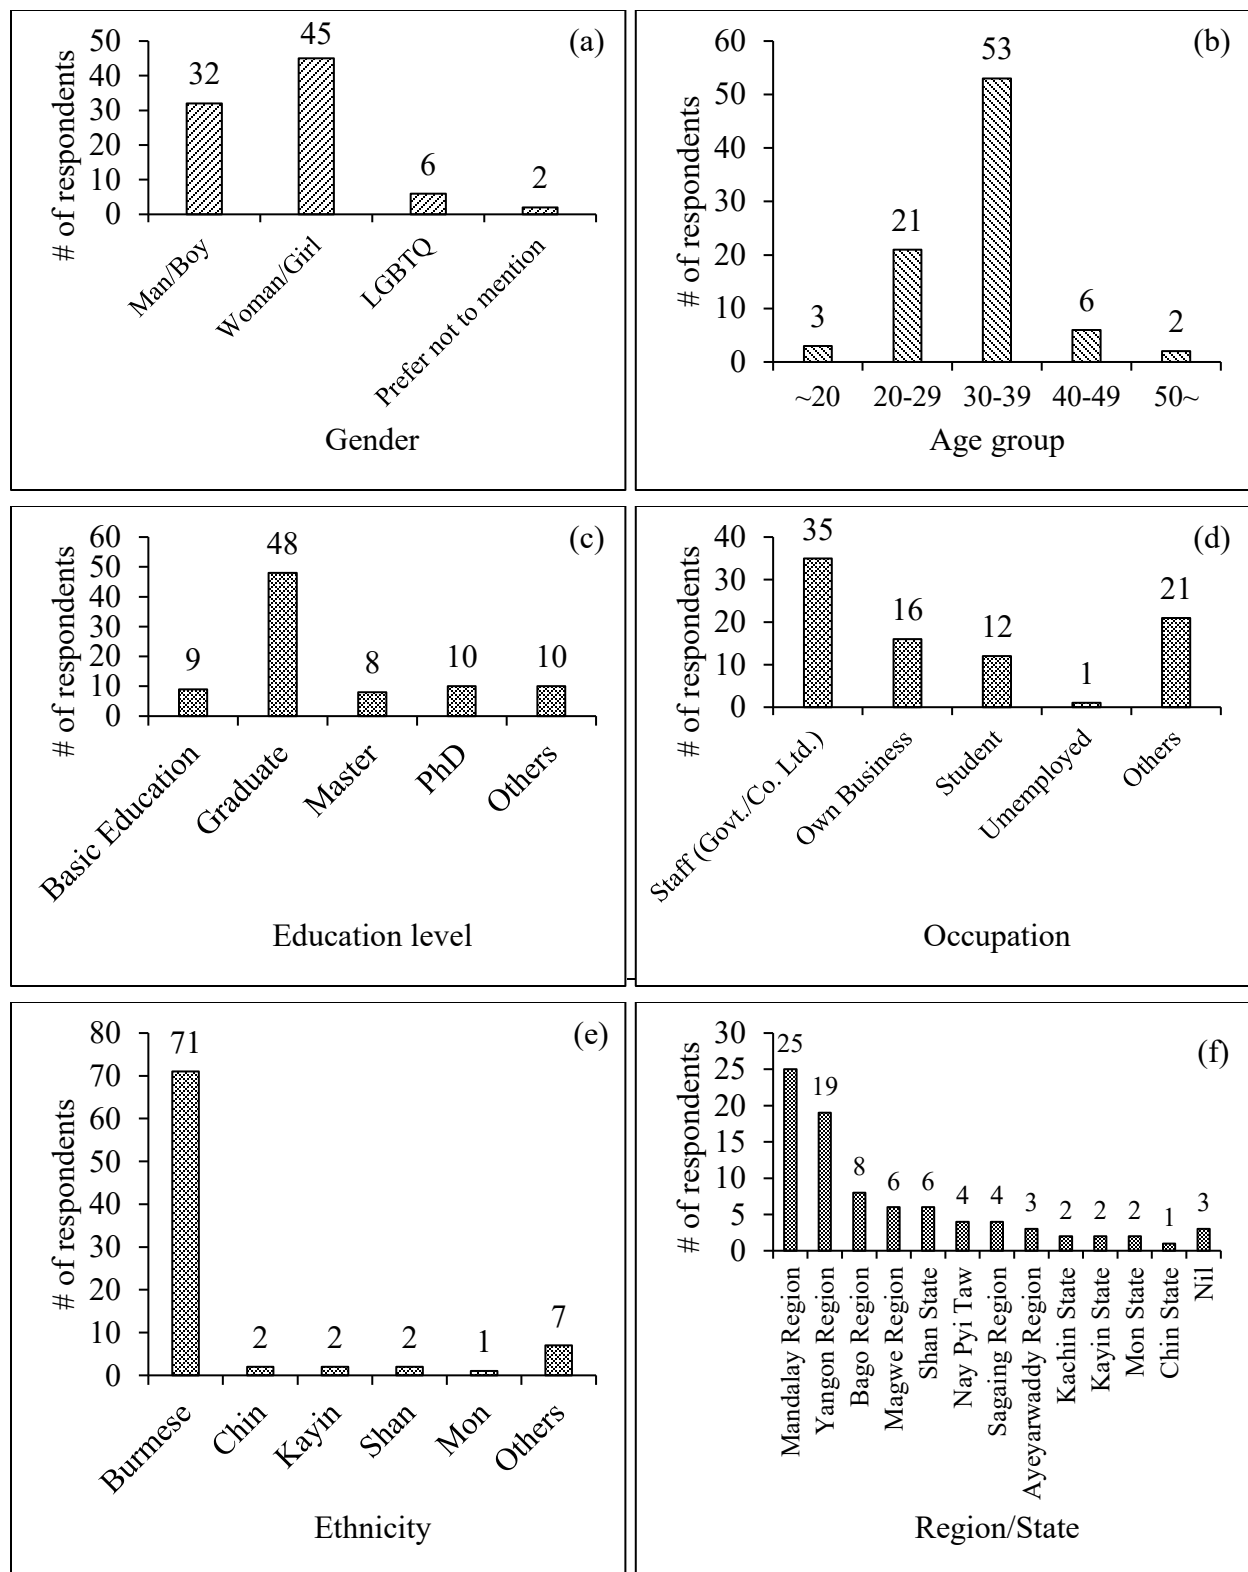 (a)
# of respondents
50
40
30
20
10
0
32
45
6
2
Man/Boy
Woman/Girl
LGBTQ
Prefer not to mention
Gender
(b)
# of respondents
60
50
40
30
20
10
0
3
21
53
6
2
~20
20-29
30-39
40-49
50~
Age group
(c)
# of respondents
60
50
40
30
20
10
0
9
48
8
10
10
Basic Education
Graduate
Master
PhD
Others
Education level
(d)
# of respondents
40
30
20
10
0
35
16
12
1
21
Staff (Govt./Co. Ltd.)
Own Business
Student
Umemployed
Others
Occupation
(e)
# of respondents
80
70
60
50
40
30
20
10
0
71
2
2
2
1
7
Burmese
Chin
Kayin
Shan
Mon
Others
Ethnicity
(f)
# of respondents
30
25
20
15
10
5
0
25
19
8
6
6
4
4
3
2
2
2
1
3
Mandalay Region
Yangon Region
Bago Region
Magwe Region
Shan State
Nay Pyi Taw
Sagaing Region
Ayeyarwaddy Region
Kachin State
Kayin State
Mon State
Chin State
Nil
Region/State